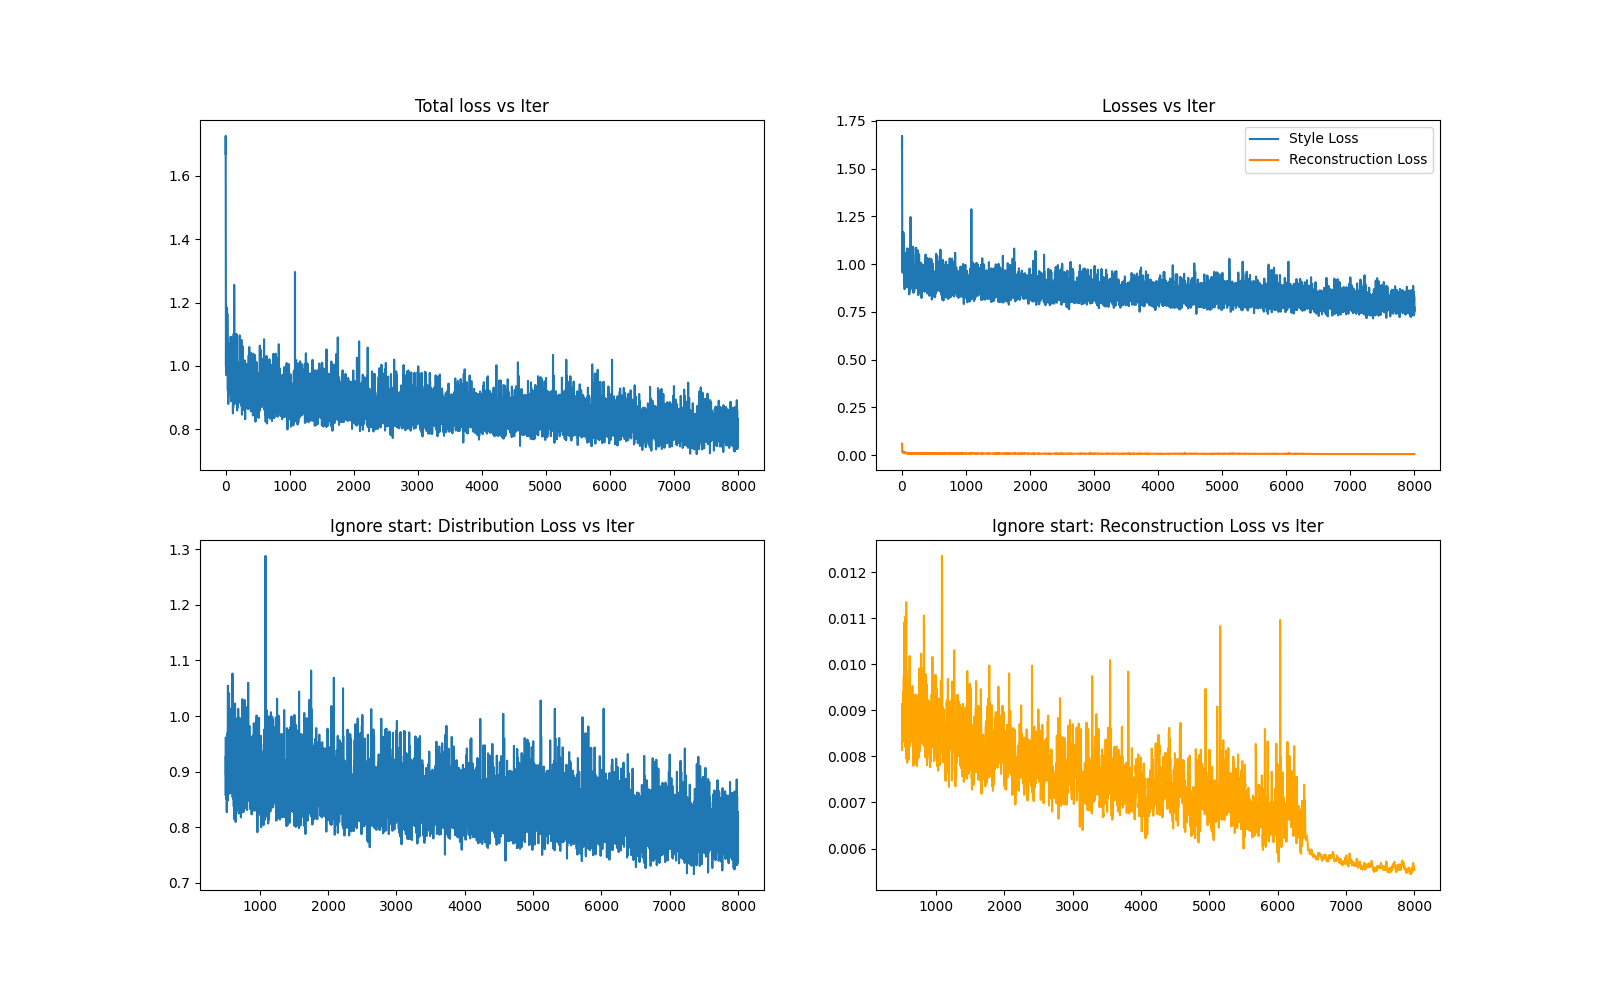 Total loss vs Iter
1.6
1.4
1.2
1.0
0.8
0 1000 2000 3000 4000 5000 6000 7000 8000
Losses vs Iter
1.75
1.50
1.25
1.00
0.75
0.50
0.25
0.00
Style Loss
Reconstruction Loss
0 1000 2000 3000 4000 5000 6000 7000 8000
Ignore start: Distribution Loss vs Iter
1.3
1.2
1.1
1.0
0.9
0.8
0.7
1000 2000 3000 4000 5000 6000 7000 8000
Ignore start: Reconstruction Loss vs Iter
0.012
0.011
0.010
0.009
0.008
0.007
0.006
1000 2000 3000 4000 5000 6000 7000 8000